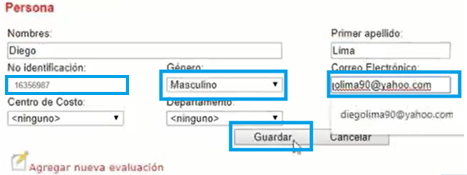 Persona
Nombres: Primer apellido:
Diego Lima
No identificación: Género: Correo Electrónico:
16356987 Masculino golima90@yahoo.com
Centro de Costo: Departamento: diegolima90@yahoo.com
<ninguno> <ninguno>
Guardar Cancelar
Agregar nueva evaluación